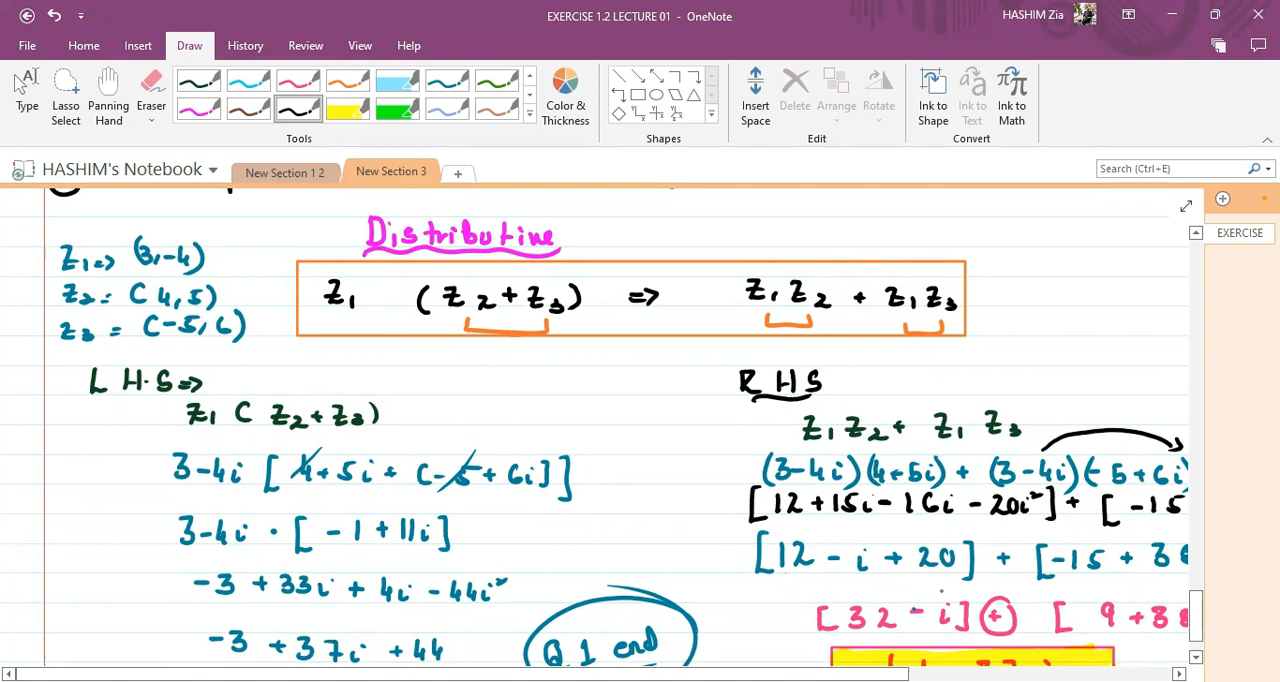 EXERCISE 1.2 LECTURE 01 - OneNote
HASHIM Zia
File Home Insert Draw History Review View Help
Type
Lasso Select
Panning Hand
Eraser
Color & Thickness
Insert Space
Delete
Arrange
Rotate
Ink to Shape
Ink to Text
Ink to Math
Tools
Shapes
Edit
Convert
HASHIM's Notebook
New Section 1 2
New Section 3
Search (Ctrl+E)
EXERCISE
Distributive
Z1 => (3,-4)
Z2 = (4,5)
Z3 = (-5,6)
Z1 (Z2+Z3) => Z1Z2 + Z1Z3
L H.S =>
Z1 ( Z2+Z3)
3-4i [4+5i+ (-5+6i]]
3-4i · [-1 + 11i]
-3 + 33i + 4i - 44i²
-3 + 37i + 44
Q.1 end
R H S
Z1Z2+ Z1 Z3
(3-4i)(4+5i) + (3-4i)(-5+6i)
[12+15i-16i-20i²]+ [-15
[12 - i + 20] + [-15 + 38
[32 - i] + [ 9+38